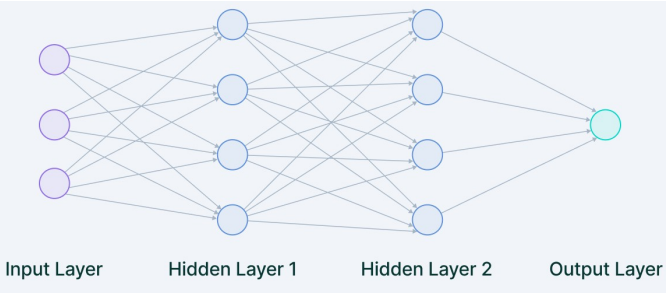 Input Layer
Hidden Layer 1
Hidden Layer 2
Output Layer